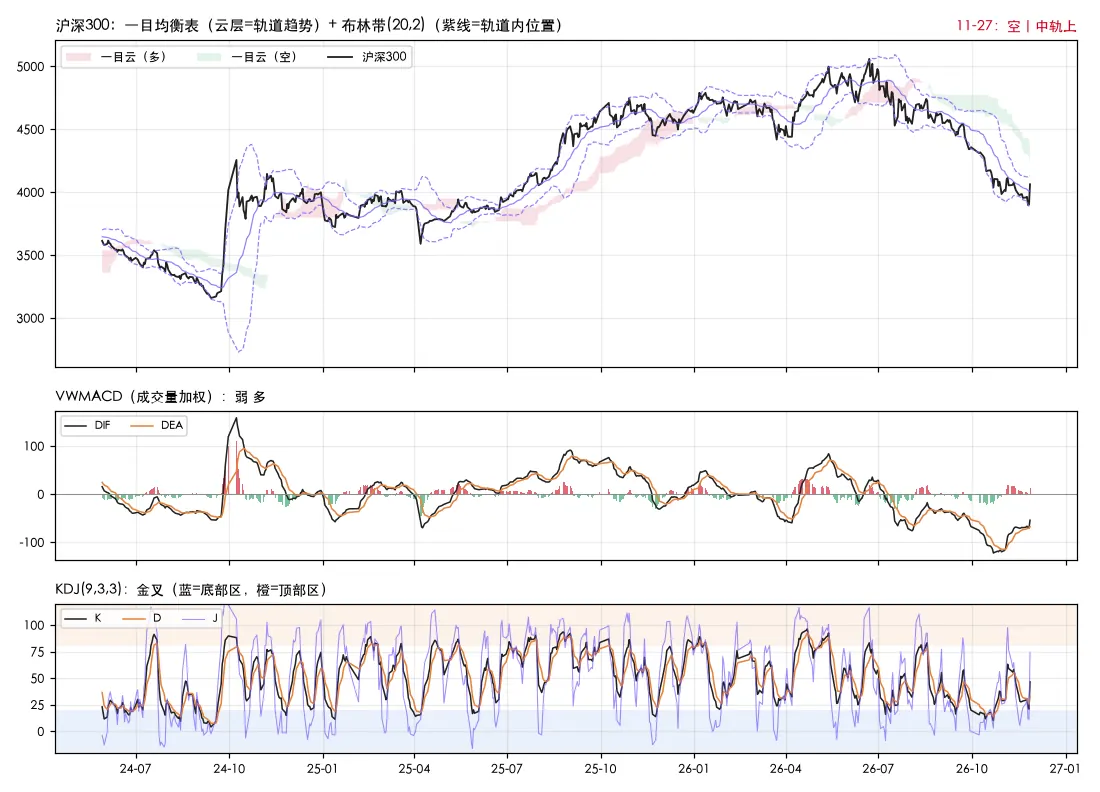 沪深300：一目均衡表（云层=轨道趋势）+ 布林带(20,2)（紫线=轨道内位置）
11-27：空 | 中轨上
一目云（多）
一目云（空）
沪深300
5000
4500
4000
3500
3000
VWMACD（成交量加权）：弱 多
DIF
DEA
100
0
-100
KDJ(9,3,3)：金叉（蓝=底部区，橙=顶部区）
K
D
J
100
75
50
25
0
24-07
24-10
25-01
25-04
25-07
25-10
26-01
26-04
26-07
26-10
27-01